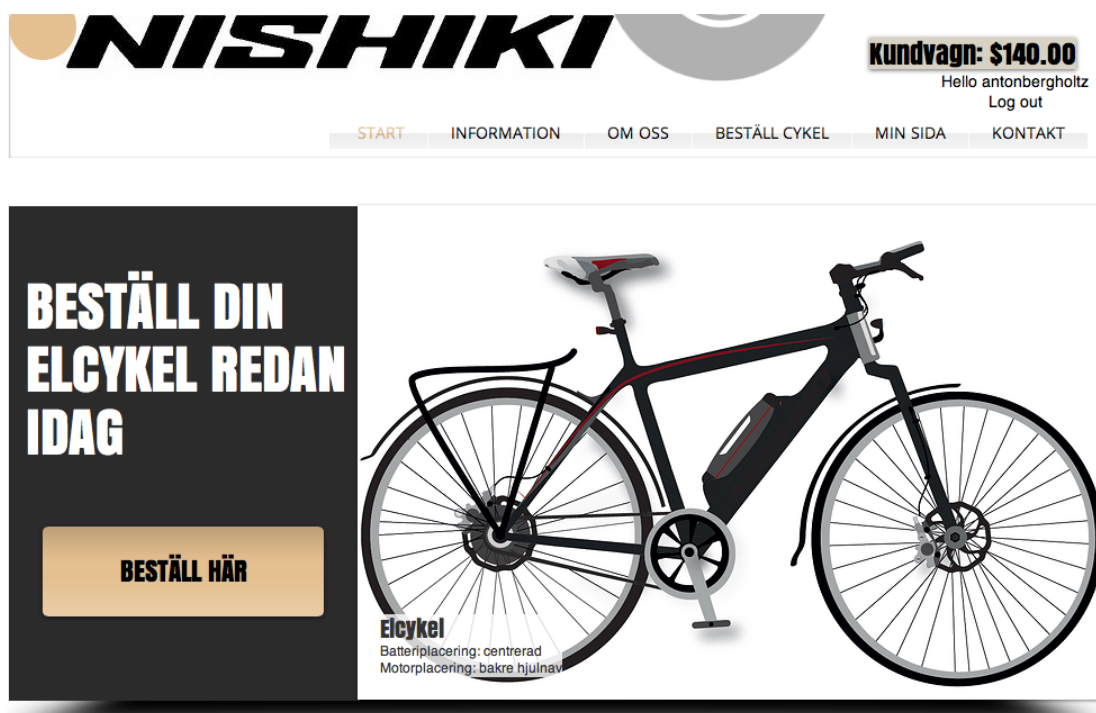 NISHIKI
Kundvagn: $140.00
Hello antonbergholtz
Log out
START INFORMATION OM OSS BESTÄLL CYKEL MIN SIDA KONTAKT
BESTÄLL DIN
ELCYKEL REDAN
IDAG
BESTÄLL HÄR
Elcykel
Batteriplacering: centrerad
Motorplacering: bakre hjulnav